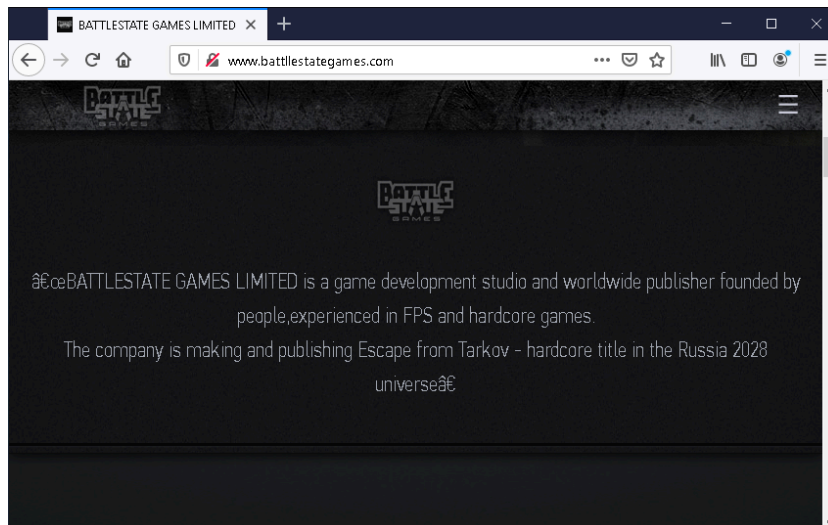 BATTLESTATE GAMES LIMITED
www.battllestategames.com
BATTLE
STATE
GAMES
BATTLE
STATE
GAMES
â€œBATTLESTATE GAMES LIMITED is a game development studio and worldwide publisher founded by
people,experienced in FPS and hardcore games.
The company is making and publishing Escape from Tarkov - hardcore title in the Russia 2028
universeâ€